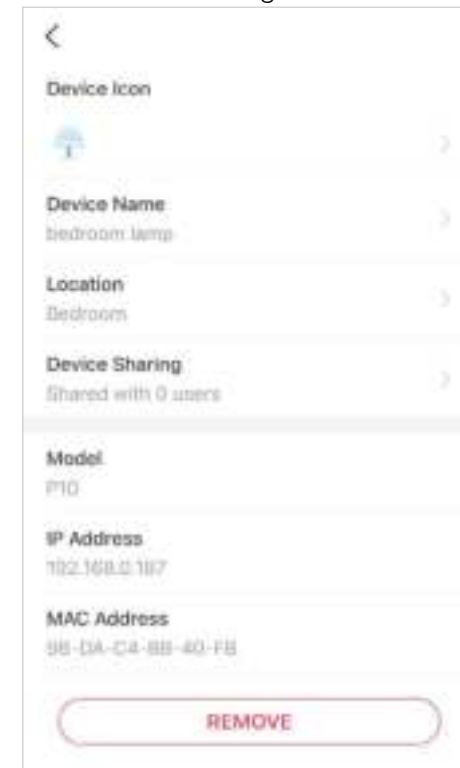 Device Icon
Device Name
bedroom lamp
Location
Bedroom
Device Sharing
Shared with 0 users
Model
P10
IP Address
192.168.0.187
MAC Address
REMOVE